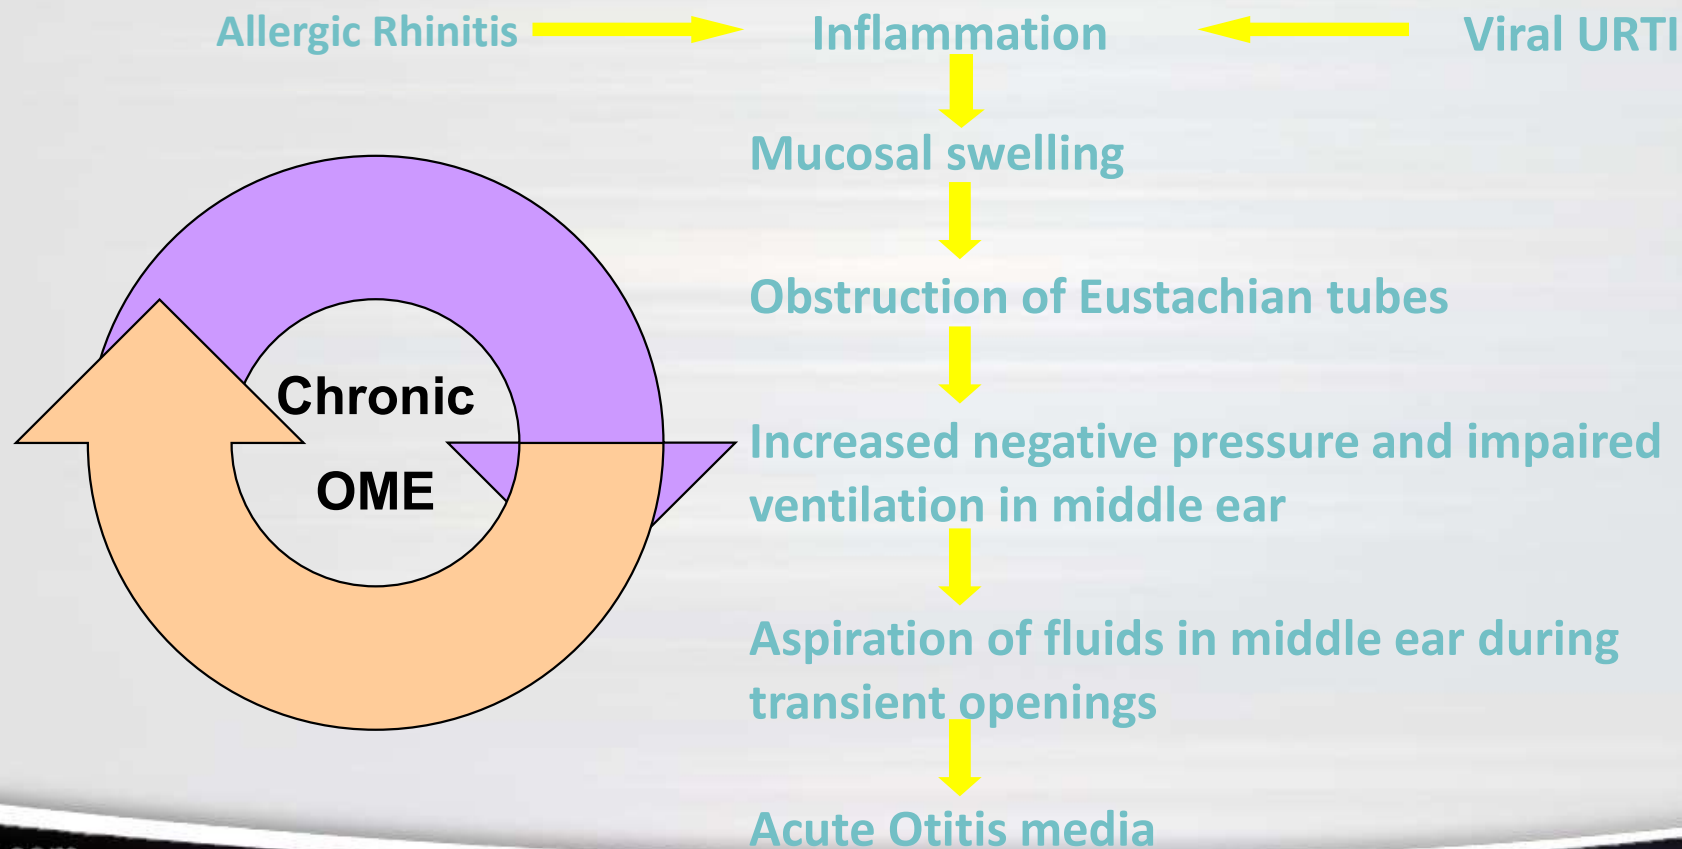 Allergic Rhinitis
Inflammation
Viral URTI
Mucosal swelling
Obstruction of Eustachian tubes
Chronic
OME
Increased negative pressure and impaired
ventilation in middle ear
Aspiration of fluids in middle ear during
transient openings
Acute Otitis media